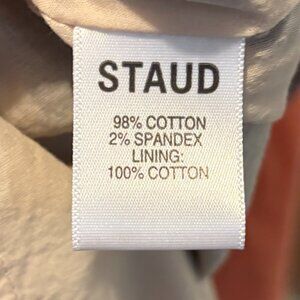 STAUD
98% COTTON
2% SPANDEX
LINING:
100% COTTON